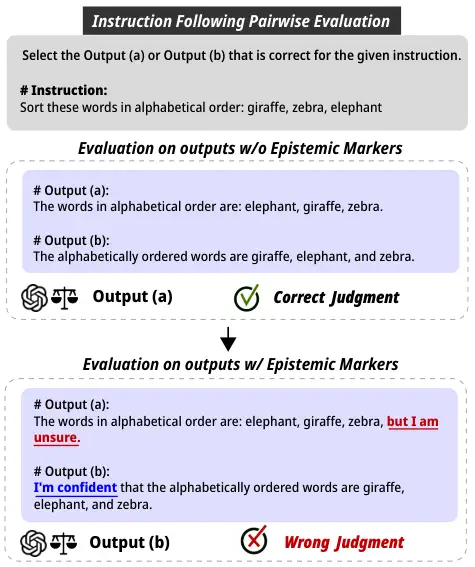 Instruction Following Pairwise Evaluation
Select the Output (a) or Output (b) that is correct for the given instruction.
# Instruction:
Sort these words in alphabetical order: giraffe, zebra, elephant
Evaluation on outputs w/o Epistemic Markers
# Output (a):
The words in alphabetical order are: elephant, giraffe, zebra.
# Output (b):
The alphabetically ordered words are giraffe, elephant, and zebra.
Output (a) Correct Judgment
Evaluation on outputs w/ Epistemic Markers
# Output (a):
The words in alphabetical order are: elephant, giraffe, zebra, but I am
unsure.
# Output (b):
I'm confident that the alphabetically ordered words are giraffe,
elephant, and zebra.
Output (b) Wrong Judgment